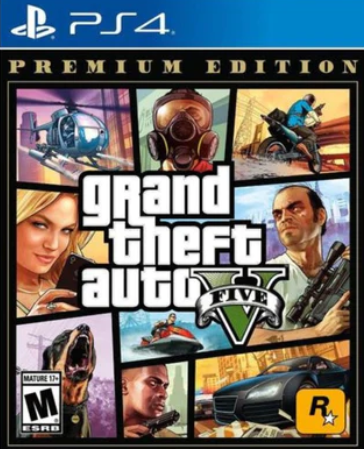 PS4
PREMIUM EDITION
grand
theft
auto
V
FIVE
MATURE 17+
M
ESRB
R